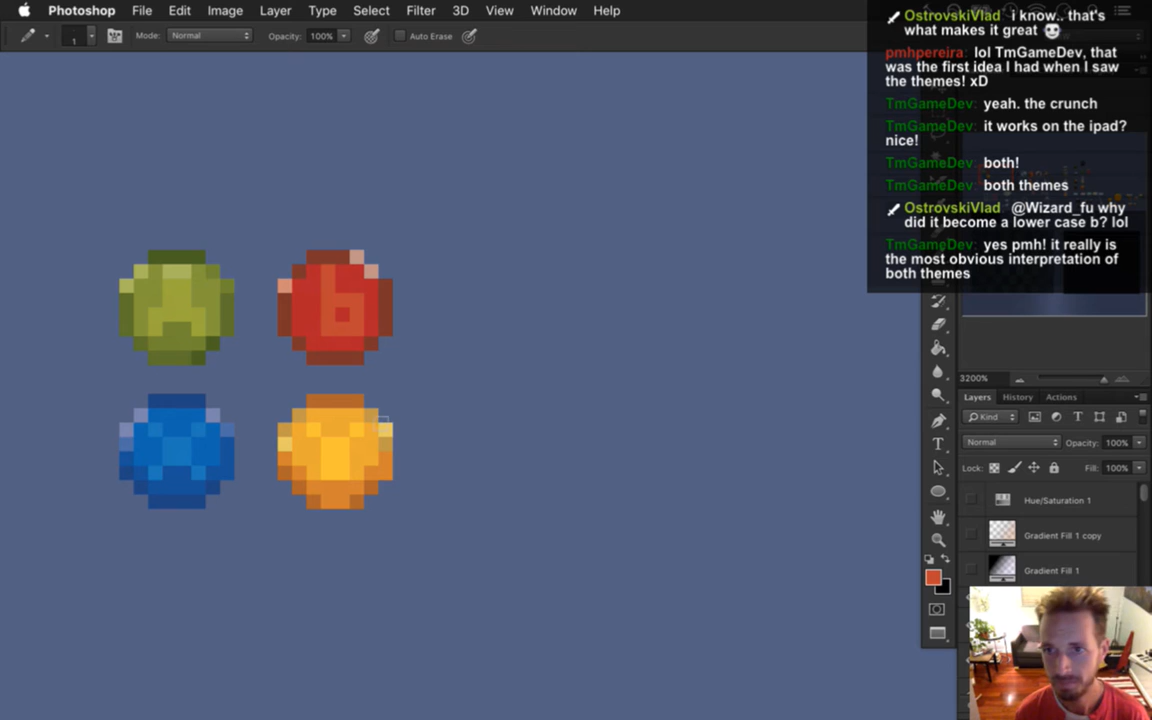 Photoshop File Edit Image Layer Type Select Filter 3D View Window Help
1 Mode: Normal Opacity: 100% Auto Erase
OstrovskiVlad i know.. that's
what makes it great
pmhpereira: lol TmGameDev, that
was the first idea I had when I saw
the themes! xD
TmGameDev: yeah. the crunch
TmGameDev: it works on the ipad?
nice!
TmGameDev: both!
TmGameDev: both themes
OstrovskiVlad @Wizard_fu why
did it become a lower case b? lol
TmGameDev: yes pmh! it really is
the most obvious interpretation of
both themes
A b
X Y
3200%
Layers History Actions
Kind
Normal Opacity: 100%
Lock: Fill: 100%
Hue/Saturation 1
Gradient Fill 1 copy
Gradient Fill 1